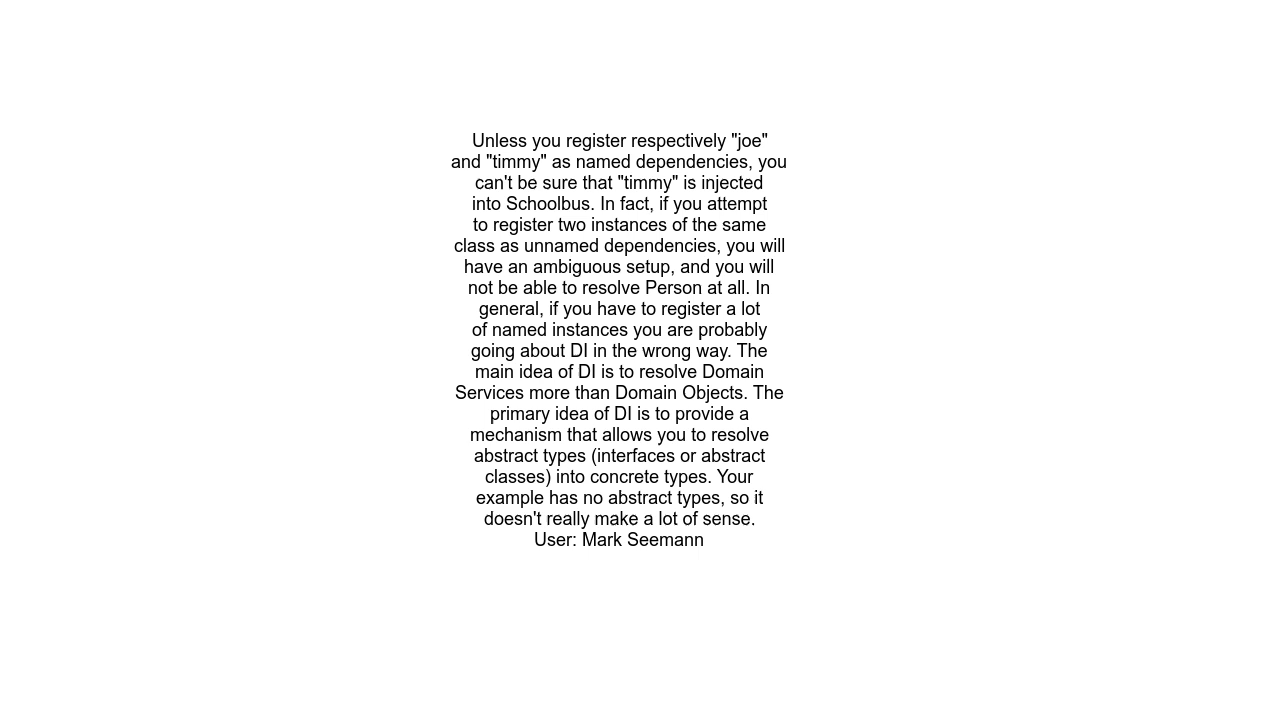 Unless you register respectively "joe"
and "timmy" as named dependencies, you
can't be sure that "timmy" is injected
into Schoolbus. In fact, if you attempt
to register two instances of the same
class as unnamed dependencies, you will
have an ambiguous setup, and you will
not be able to resolve Person at all. In
general, if you have to register a lot
of named instances you are probably
going about DI in the wrong way. The
main idea of DI is to resolve Domain
Services more than Domain Objects. The
primary idea of DI is to provide a
mechanism that allows you to resolve
abstract types (interfaces or abstract
classes) into concrete types. Your
example has no abstract types, so it
doesn't really make a lot of sense.
User: Mark Seemann